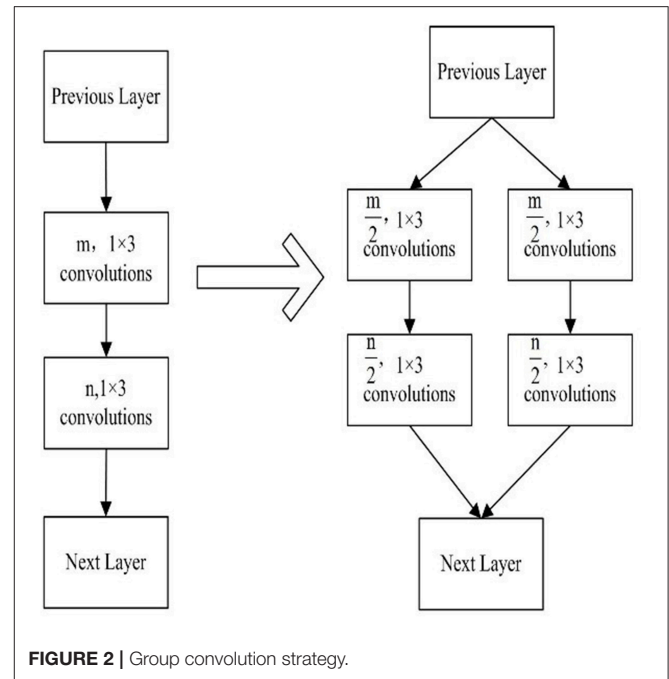 Previous Layer
m, 1×3
convolutions
n,1×3
convolutions
Next Layer
Previous Layer
m/2, 1×3
convolutions
m/2, 1×3
convolutions
n/2, 1×3
convolutions
n/2, 1×3
convolutions
Next Layer
FIGURE 2 | Group convolution strategy.